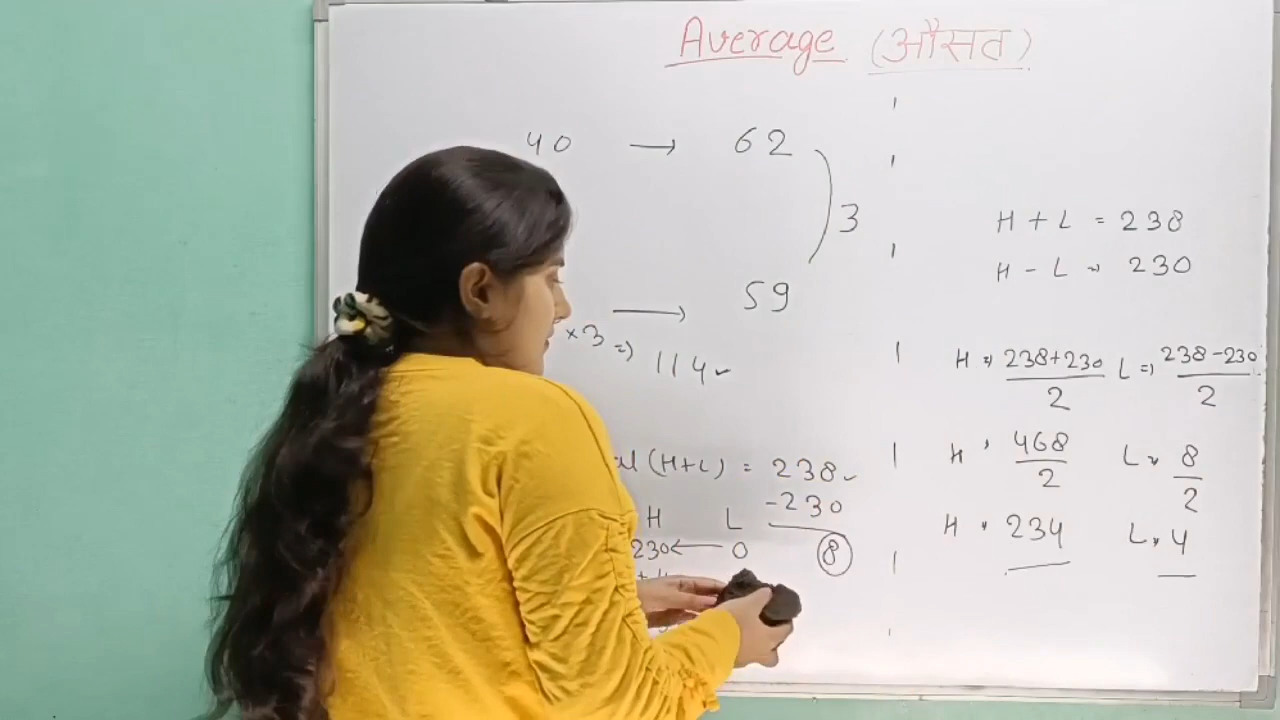 Average (औसत)
40 → 62
3
→ 59
×3 ⇒ 114 ✓
(H+L) = 238 ✓
-230
H L
230 ← 0 8
H + L = 238
H - L = 230
H ⇒ 238+230 / 2 L ⇒ 238-230 / 2
H = 468 / 2 L = 8 / 2
H = 234 L = 4